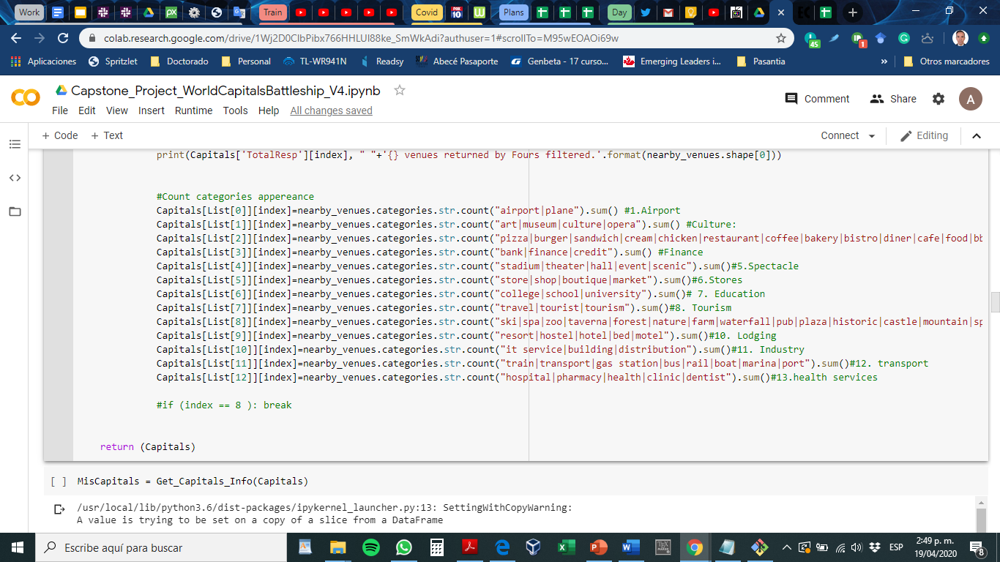 Work Train Covid FOX 10 Plans Day
colab.research.google.com/drive/1Wj2D0ClbPibx766HHLUl88ke_SmWkAdi?authuser=1#scrollTo=M95wEOAOi69w 45 1
Aplicaciones Spritzlet Doctorado Personal TL-WR941N Readsy Abecé Pasaporte Genbeta - 17 curso... Emerging Leaders i... Pasantia » Otros marcadores
Capstone_Project_WorldCapitalsBattleship_V4.ipynb
Comment Share A
File Edit View Insert Runtime Tools Help All changes saved
+ Code + Text Connect Editing
print(Capitals['TotalResp'][index], " "+'{} venues returned by Fours filtered.'.format(nearby_venues.shape[0]))
#Count categories appereance
Capitals[List[0]][index]=nearby_venues.categories.str.count("airport|plane").sum() #1.Airport
Capitals[List[1]][index]=nearby_venues.categories.str.count("art|museum|culture|opera").sum() #Culture:
Capitals[List[2]][index]=nearby_venues.categories.str.count("pizza|burger|sandwich|cream|chicken|restaurant|coffee|bakery|bistro|diner|cafe|food|bb
Capitals[List[3]][index]=nearby_venues.categories.str.count("bank|finance|credit").sum() #Finance
Capitals[List[4]][index]=nearby_venues.categories.str.count("stadium|theater|hall|event|scenic").sum()#5.Spectacle
Capitals[List[5]][index]=nearby_venues.categories.str.count("store|shop|boutique|market").sum()#6.Stores
Capitals[List[6]][index]=nearby_venues.categories.str.count("college|school|university").sum()# 7. Education
Capitals[List[7]][index]=nearby_venues.categories.str.count("travel|tourist|tourism").sum()#8. Tourism
Capitals[List[8]][index]=nearby_venues.categories.str.count("ski|spa|zoo|taverna|forest|nature|farm|waterfall|pub|plaza|historic|castle|mountain|sp
Capitals[List[9]][index]=nearby_venues.categories.str.count("resort|hostel|hotel|bed|motel").sum()#10. Lodging
Capitals[List[10]][index]=nearby_venues.categories.str.count("it service|building|distribution").sum()#11. Industry
Capitals[List[11]][index]=nearby_venues.categories.str.count("train|transport|gas station|bus|rail|boat|marina|port").sum()#12. transport
Capitals[List[12]][index]=nearby_venues.categories.str.count("hospital|pharmacy|health|clinic|dentist").sum()#13.health services
#if (index == 8 ): break
return (Capitals)
[ ] MisCapitals = Get_Capitals_Info(Capitals)
/usr/local/lib/python3.6/dist-packages/ipykernel_launcher.py:13: SettingWithCopyWarning:
A value is trying to be set on a copy of a slice from a DataFrame
Escribe aquí para buscar
ESP
2:49 p. m.
19/04/2020
8